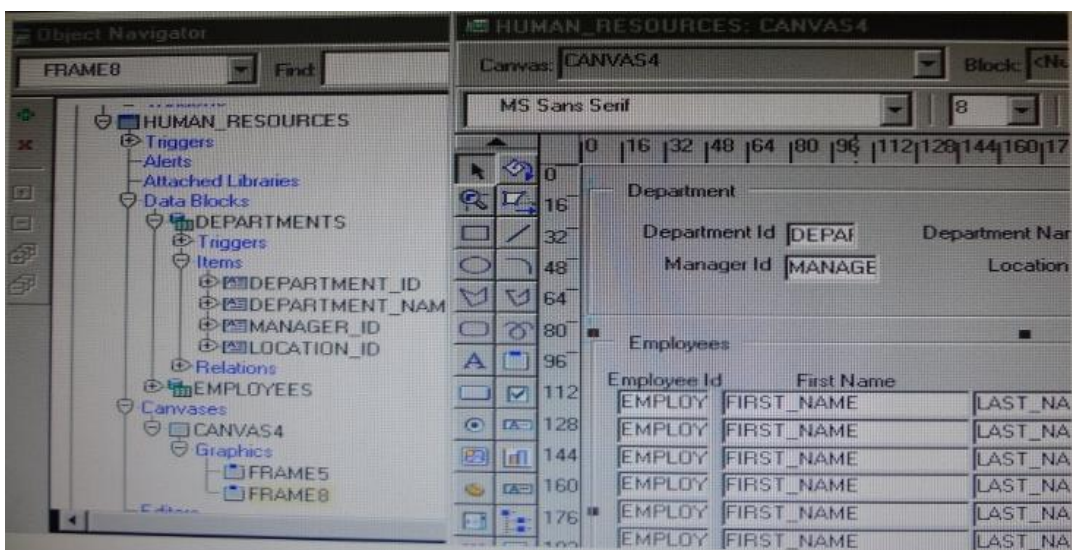 Object Navigator
FRAME8
Find:
HUMAN_RESOURCES
Triggers
Alerts
Attached Libraries
Data Blocks
DEPARTMENTS
Triggers
Items
DEPARTMENT_ID
DEPARTMENT_NAM
MANAGER_ID
LOCATION_ID
Relations
EMPLOYEES
Canvases
CANVAS4
Graphics
FRAME5
FRAME8
HUMAN_RESOURCES: CANVAS4
Canvas: CANVAS4 Block: <Nu
MS Sans Serif 8
0 16 32 48 64 80 96 112 128 144 160 17
0
Department
16
Department Id DEPAF Department Nar
32
Manager Id MANAGE Location
48
64
80
Employees
96
Employee Id First Name
112 EMPLOY FIRST_NAME LAST_NA
128 EMPLOY FIRST_NAME LAST_NA
144 EMPLOY FIRST_NAME LAST_NA
160 EMPLOY FIRST_NAME LAST_NA
176 EMPLOY FIRST_NAME LAST_NA
EMPLOY FIRST_NAME LAST_NA